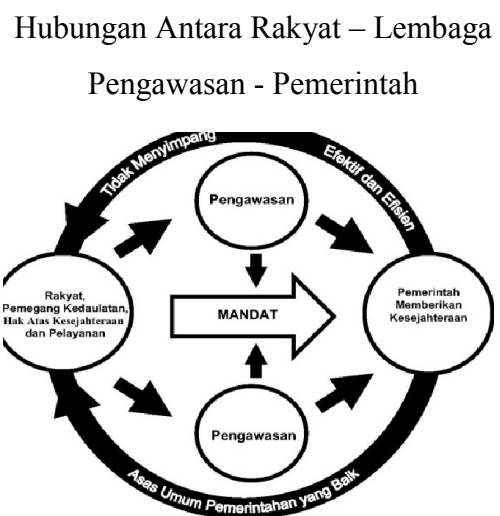 Hubungan Antara Rakyat – Lembaga
Pengawasan - Pemerintah
Tidak Menyimpang
Efektif dan Efisien
Pengawasan
Rakyat,
Pemegang Kedaulatan,
Hak Atas Kesejahteraan
dan Pelayanan
MANDAT
Pemerintah
Memberikan
Kesejahteraan
Pengawasan
Asas Umum Pemerintahan yang Baik